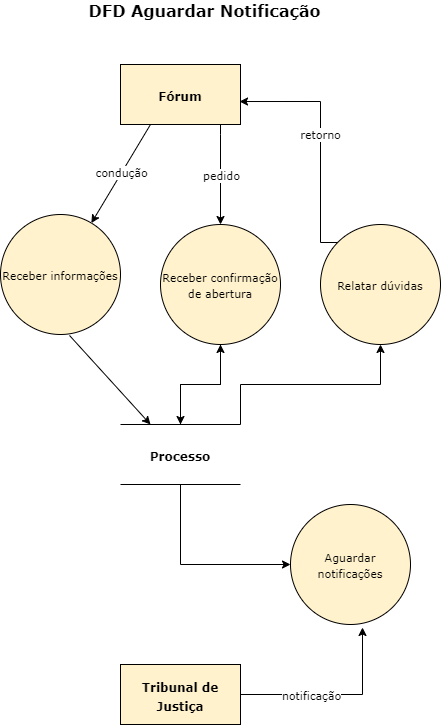 DFD Aguardar Notificação
Fórum
retorno
condução
pedido
Receber informações
Receber confirmação
de abertura
Relatar dúvidas
Processo
Aguardar
notificações
Tribunal de
Justiça
notificação